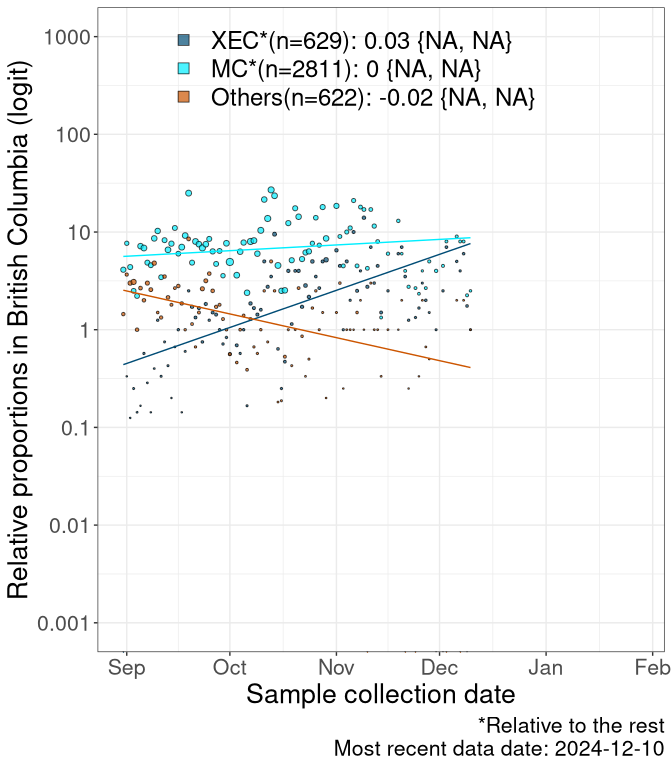 XEC*(n=629): 0.03 {NA, NA}
MC*(n=2811): 0 {NA, NA}
Others(n=622): -0.02 {NA, NA}
Relative proportions in British Columbia (logit)
1000
100
10
1
0.1
0.01
0.001
Sep Oct Nov Dec Jan Feb
Sample collection date
*Relative to the rest
Most recent data date: 2024-12-10